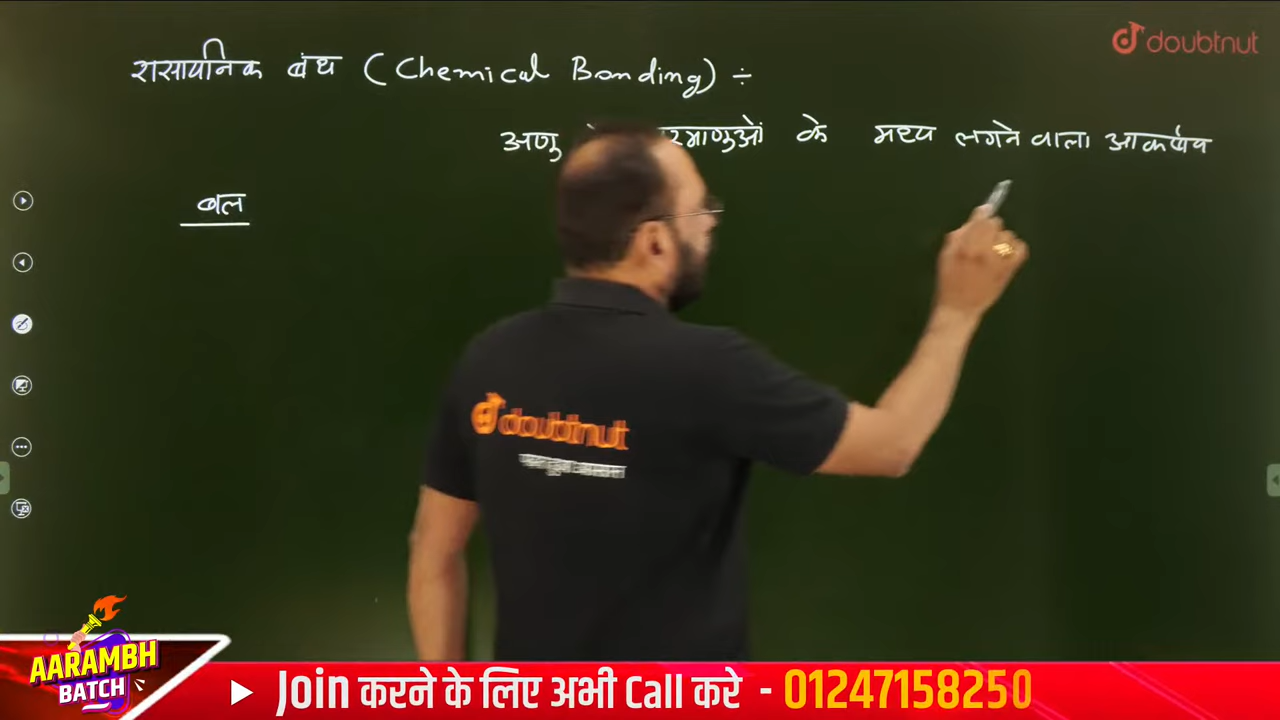 doubtnut
रासायनिक बंध (Chemical Bonding) ÷
अणु परमाणुओं के मध्य लगने वाला आकर्षण
बल
doubtnut
AARAMBH
BATCH
Join करने के लिए अभी Call करे - 01247158250